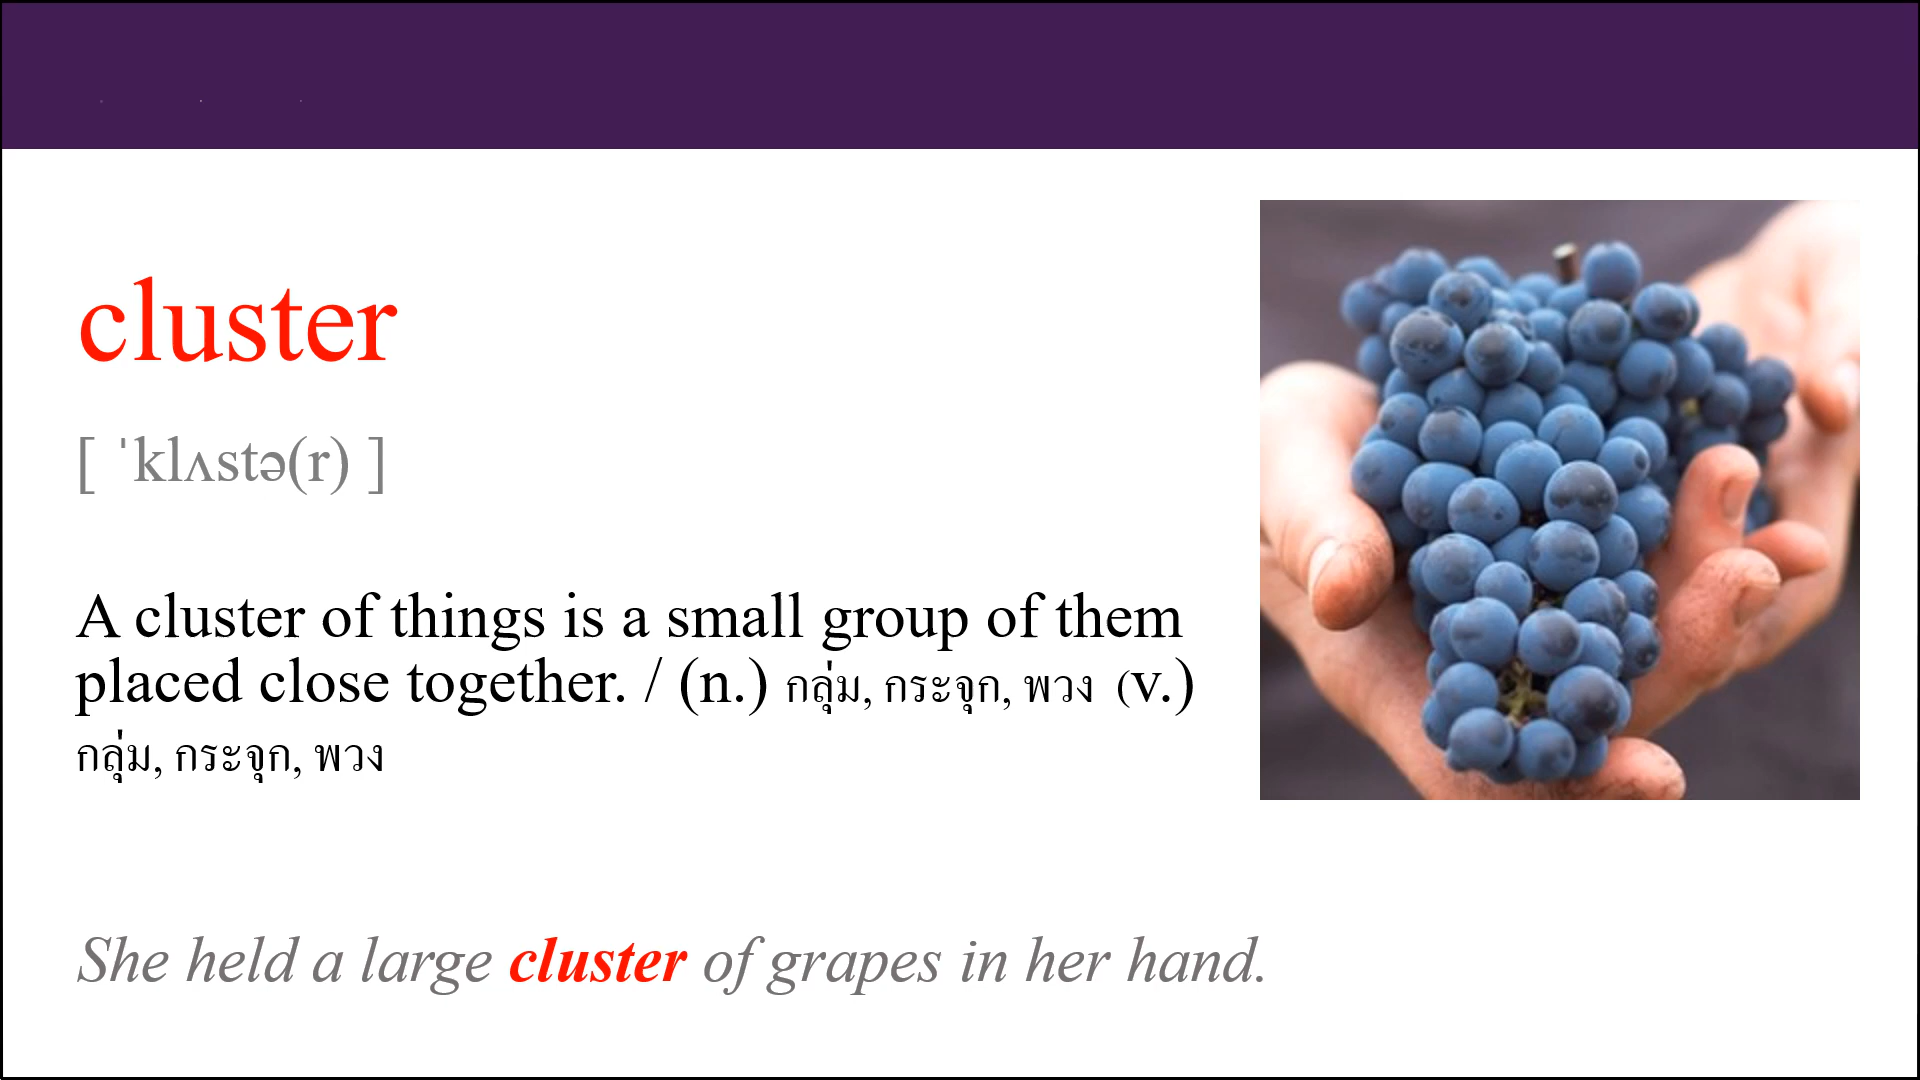 cluster
[ ˈklʌstə(r) ]
A cluster of things is a small group of them
placed close together. / (n.) กลุ่ม, กระจุก, พวง (v.)
กลุ่ม, กระจุก, พวง
She held a large cluster of grapes in her hand.